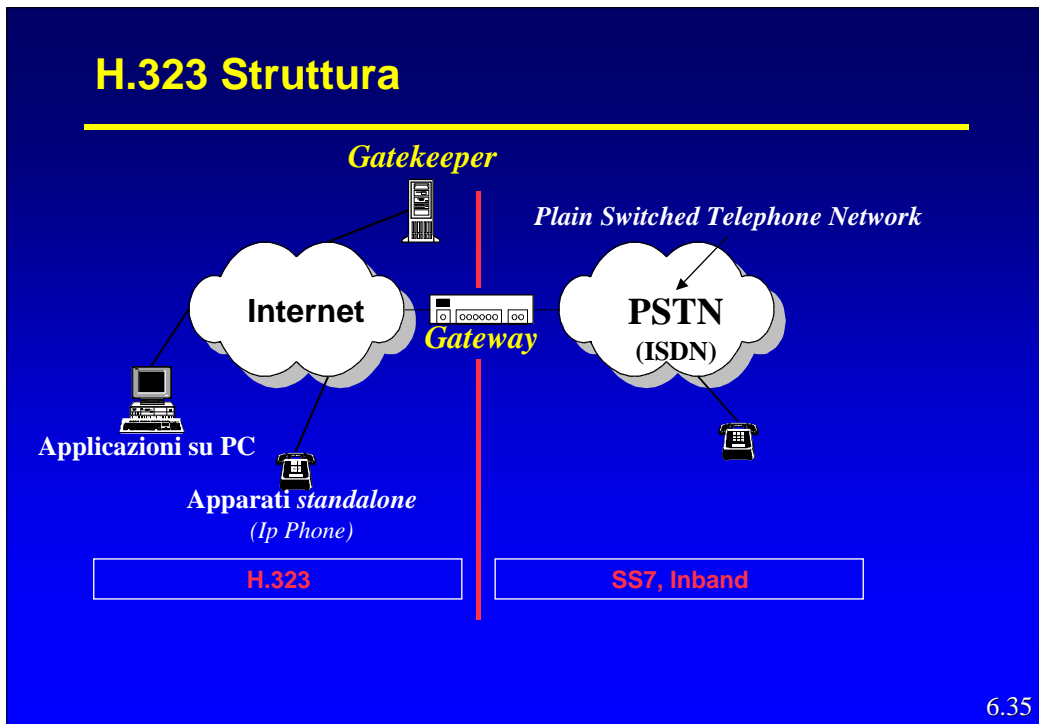 H.323 Struttura
Gatekeeper
Plain Switched Telephone Network
Internet
PSTN
(ISDN)
Gateway
Applicazioni su PC
Apparati standalone
(Ip Phone)
H.323
SS7, Inband
6.35